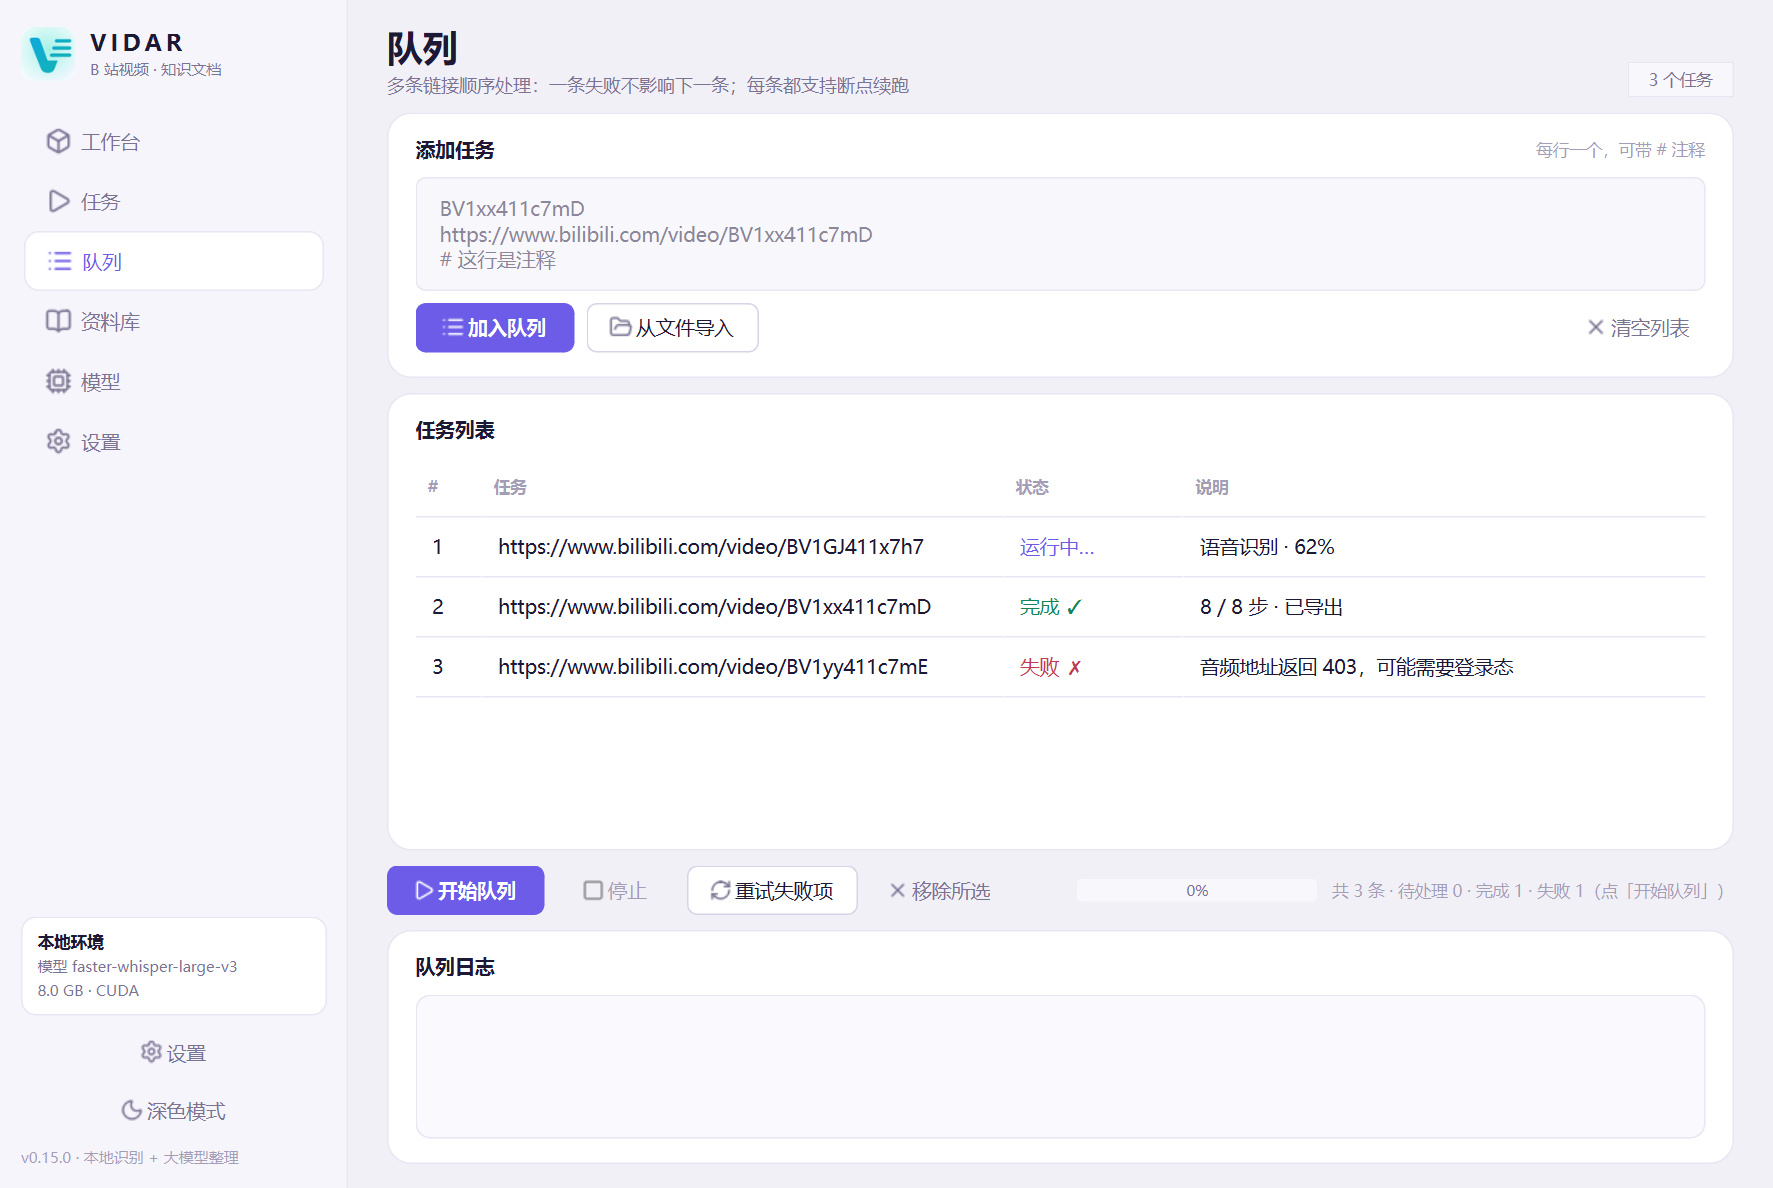 VIDAR
B 站视频 · 知识文档
工作台
任务
队列
资料库
模型
设置
本地环境
模型 faster-whisper-large-v3
8.0 GB · CUDA
设置
深色模式
v0.15.0 · 本地识别 + 大模型整理
队列
多条链接顺序处理：一条失败不影响下一条；每条都支持断点续跑
3 个任务
添加任务
每行一个，可带 # 注释
BV1xx411c7mD
https://www.bilibili.com/video/BV1xx411c7mD
# 这行是注释
加入队列
从文件导入
清空列表
任务列表
# 任务 状态 说明
1 https://www.bilibili.com/video/BV1GJ411x7h7 运行中... 语音识别 · 62%
2 https://www.bilibili.com/video/BV1xx411c7mD 完成 ✓ 8 / 8 步 · 已导出
3 https://www.bilibili.com/video/BV1yy411c7mE 失败 ✗ 音频地址返回 403，可能需要登录态
开始队列
停止
重试失败项
移除所选
0%
共 3 条 · 待处理 0 · 完成 1 · 失败 1（点「开始队列」）
队列日志